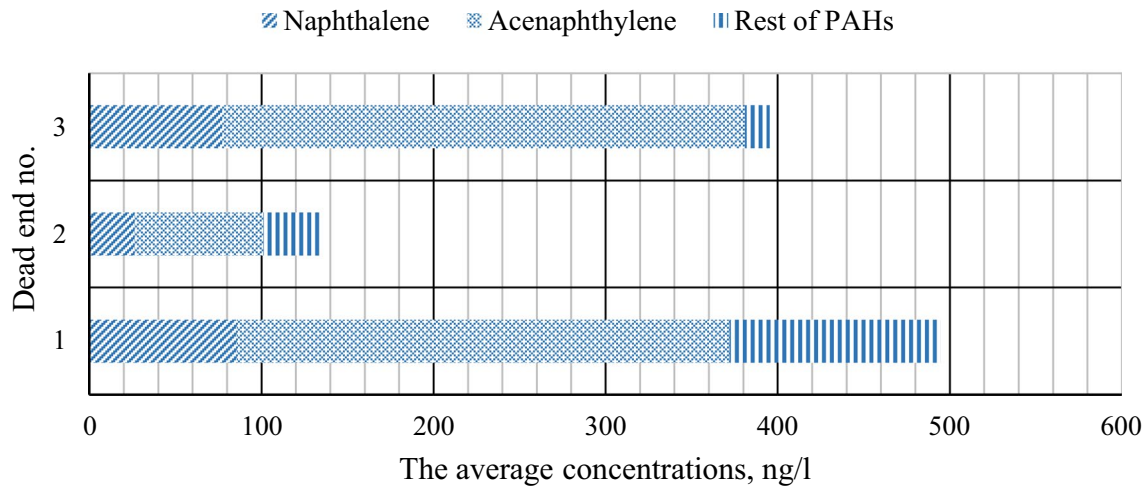 Naphthalene Acenaphthylene Rest of PAHs
Dead end no.
3
2
1
0 100 200 300 400 500 600
The average concentrations, ng/l